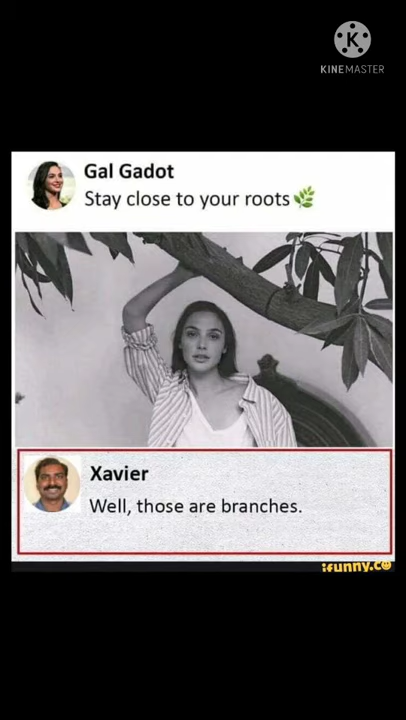 KINEMASTER
Gal Gadot
Stay close to your roots🌿
Xavier
Well, those are branches.
ifunny.co